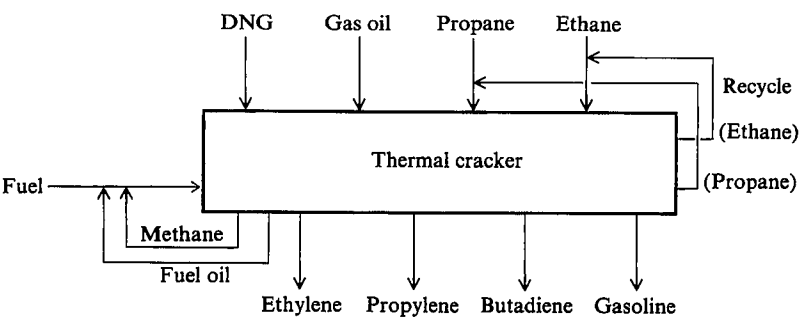 DNG Gas oil Propane Ethane
Recycle
(Ethane)
Thermal cracker
Fuel
(Propane)
Methane
Fuel oil
Ethylene Propylene Butadiene Gasoline